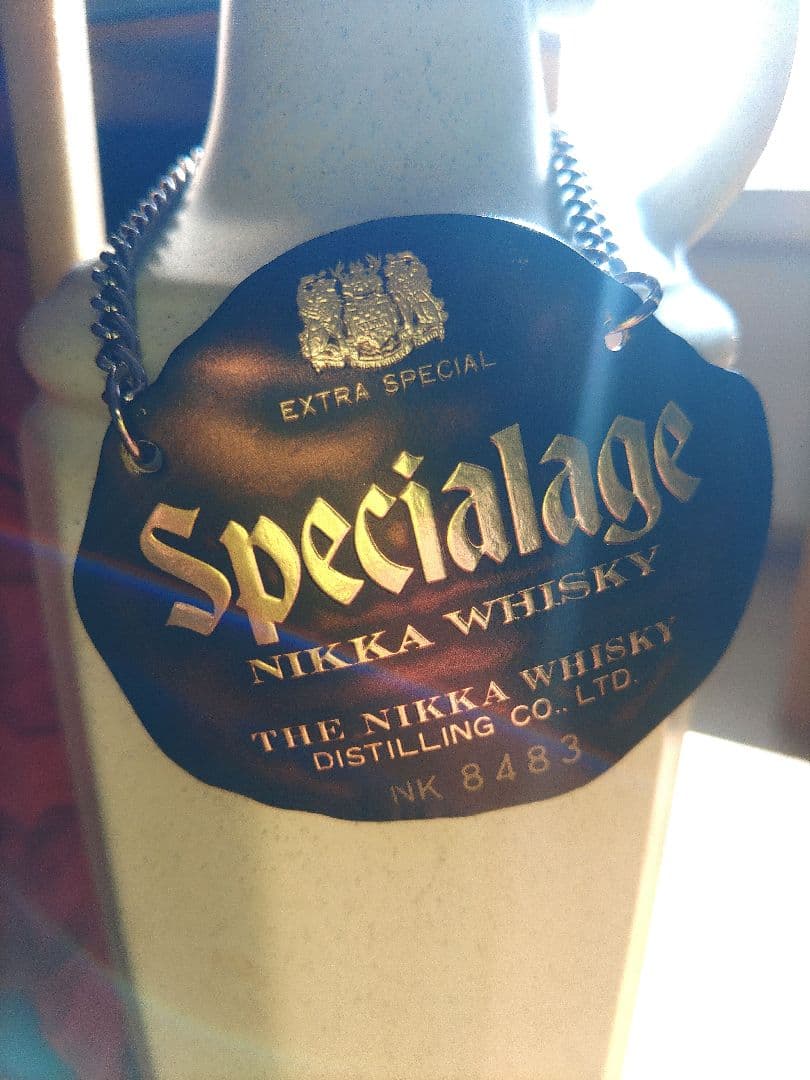 EXTRA SPECIAL
Specialage
NIKKA WHISKY
THE NIKKA WHISKY
DISTILLING CO., LTD.
NK 8483